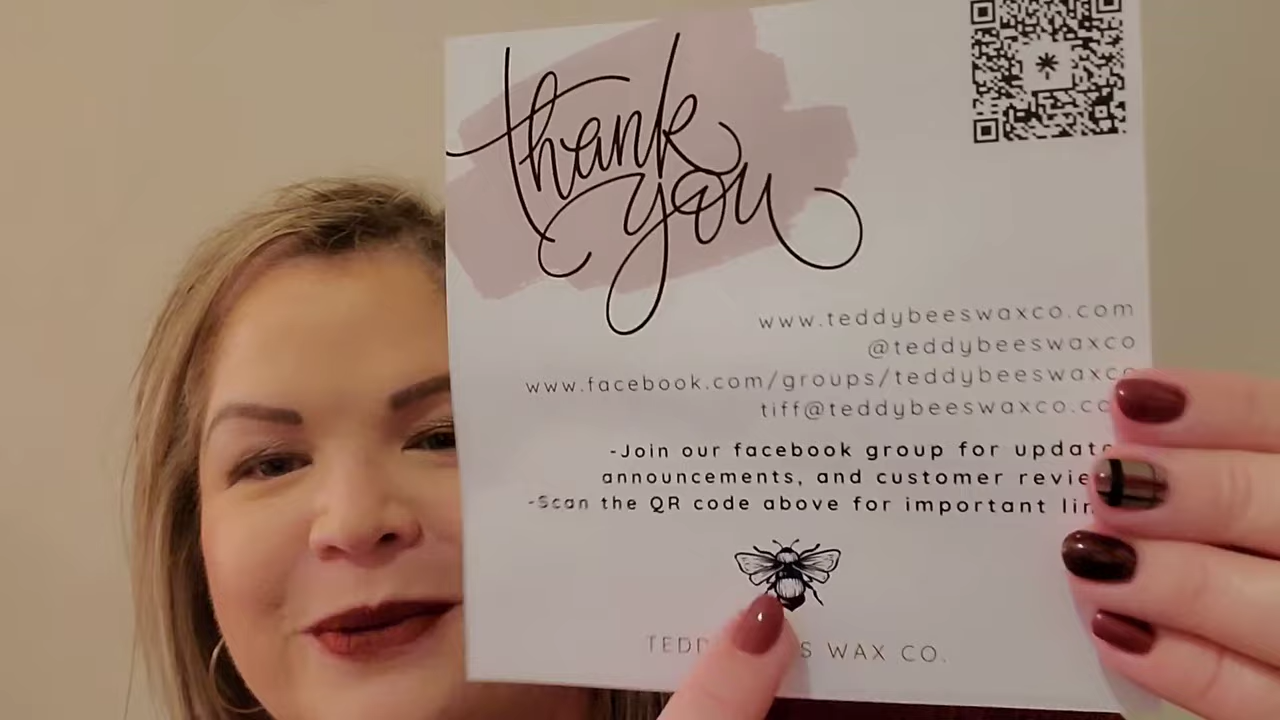 thank
you
www.teddybeeswaxco.com
@teddybeeswaxco
www.facebook.com/groups/teddybeeswaxco
tiff@teddybeeswaxco.co
-Join our facebook group for updat
announcements, and customer revie
-Scan the QR code above for important
TEDD S WAX CO.